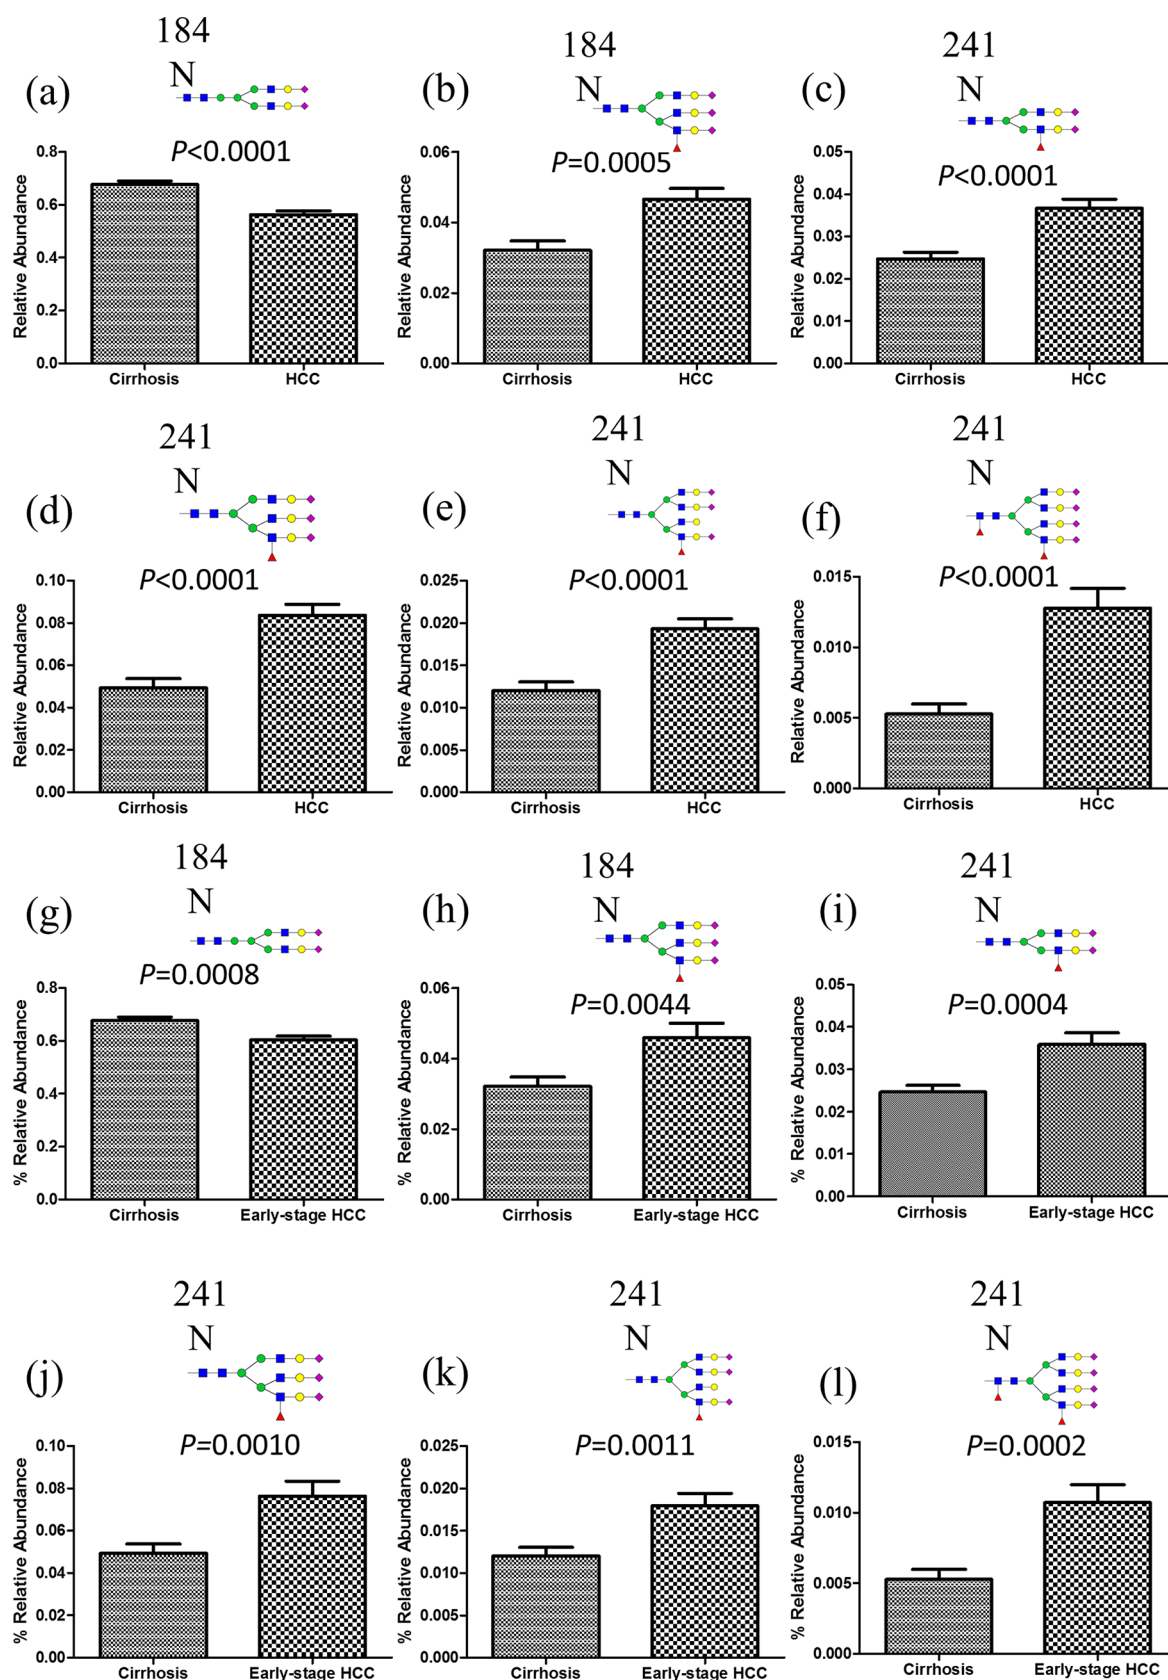 184
N
(a)
P<0.0001
Relative Abundance
0.8
0.6
0.4
0.2
0.0
Cirrhosis
HCC
184
N
(b)
P=0.0005
Relative Abundance
0.06
0.04
0.02
0.00
Cirrhosis
HCC
241
N
(c)
P<0.0001
Relative Abundance
0.05
0.04
0.03
0.02
0.01
0.00
Cirrhosis
HCC
241
N
(d)
P<0.0001
Relative Abundance
0.10
0.08
0.06
0.04
0.02
0.00
Cirrhosis
HCC
241
N
(e)
P<0.0001
Relative Abundance
0.025
0.020
0.015
0.010
0.005
0.000
Cirrhosis
HCC
241
N
(f)
P<0.0001
Relative Abundance
0.015
0.010
0.005
0.000
Cirrhosis
HCC
184
N
(g)
P=0.0008
% Relative Abundance
0.8
0.6
0.4
0.2
0.0
Cirrhosis
Early-stage HCC
184
N
(h)
P=0.0044
% Relative Abundance
0.06
0.04
0.02
0.00
Cirrhosis
Early-stage HCC
241
N
(i)
P=0.0004
% Relative Abundance
0.05
0.04
0.03
0.02
0.01
0.00
Cirrhosis
Early-stage HCC
241
N
(j)
P=0.0010
% Relative Abundance
0.10
0.08
0.06
0.04
0.02
0.00
Cirrhosis
Early-stage HCC
241
N
(k)
P=0.0011
% Relative Abundance
0.025
0.020
0.015
0.010
0.005
0.000
Cirrhosis
Early-stage HCC
241
N
(l)
P=0.0002
% Relative Abundance
0.015
0.010
0.005
0.000
Cirrhosis
Early-stage HCC